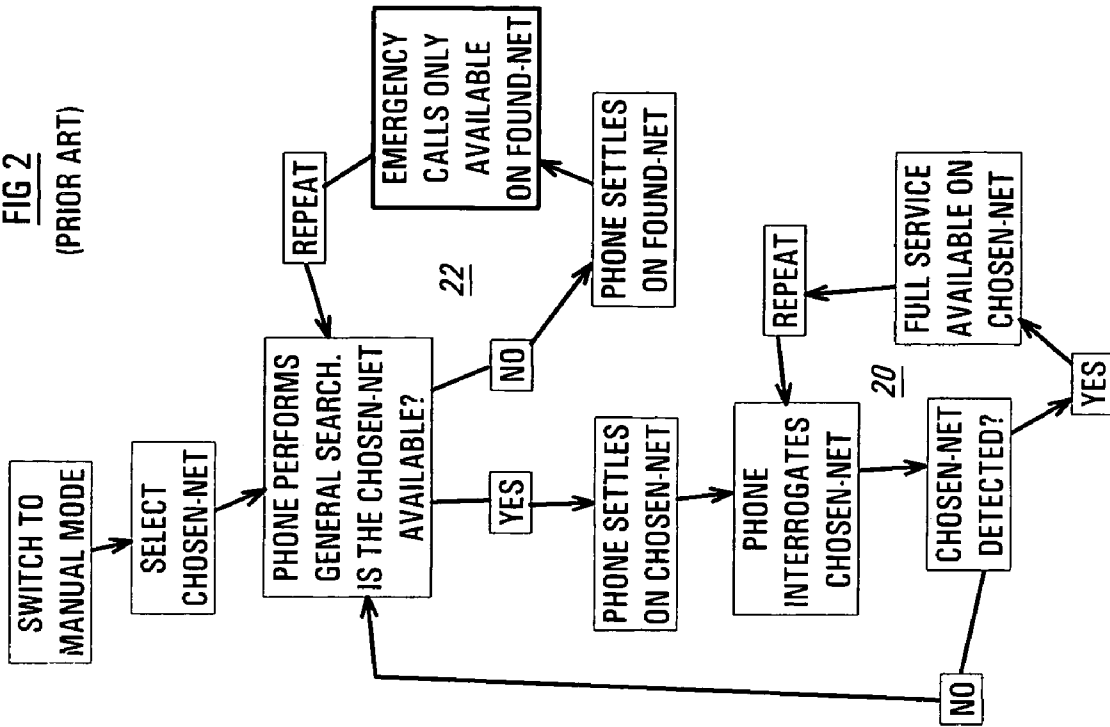 FIG 2
(PRIOR ART)
SWITCH TO
MANUAL MODE
SELECT
CHOSEN-NET
PHONE PERFORMS
GENERAL SEARCH.
IS THE CHOSEN-NET
AVAILABLE?
REPEAT
EMERGENCY
CALLS ONLY
AVAILABLE
ON FOUND-NET
22
NO
PHONE SETTLES
ON FOUND-NET
YES
PHONE SETTLES
ON CHOSEN-NET
PHONE
INTERROGATES
CHOSEN-NET
REPEAT
20
FULL SERVICE
AVAILABLE ON
CHOSEN-NET
CHOSEN-NET
DETECTED?
YES
NO